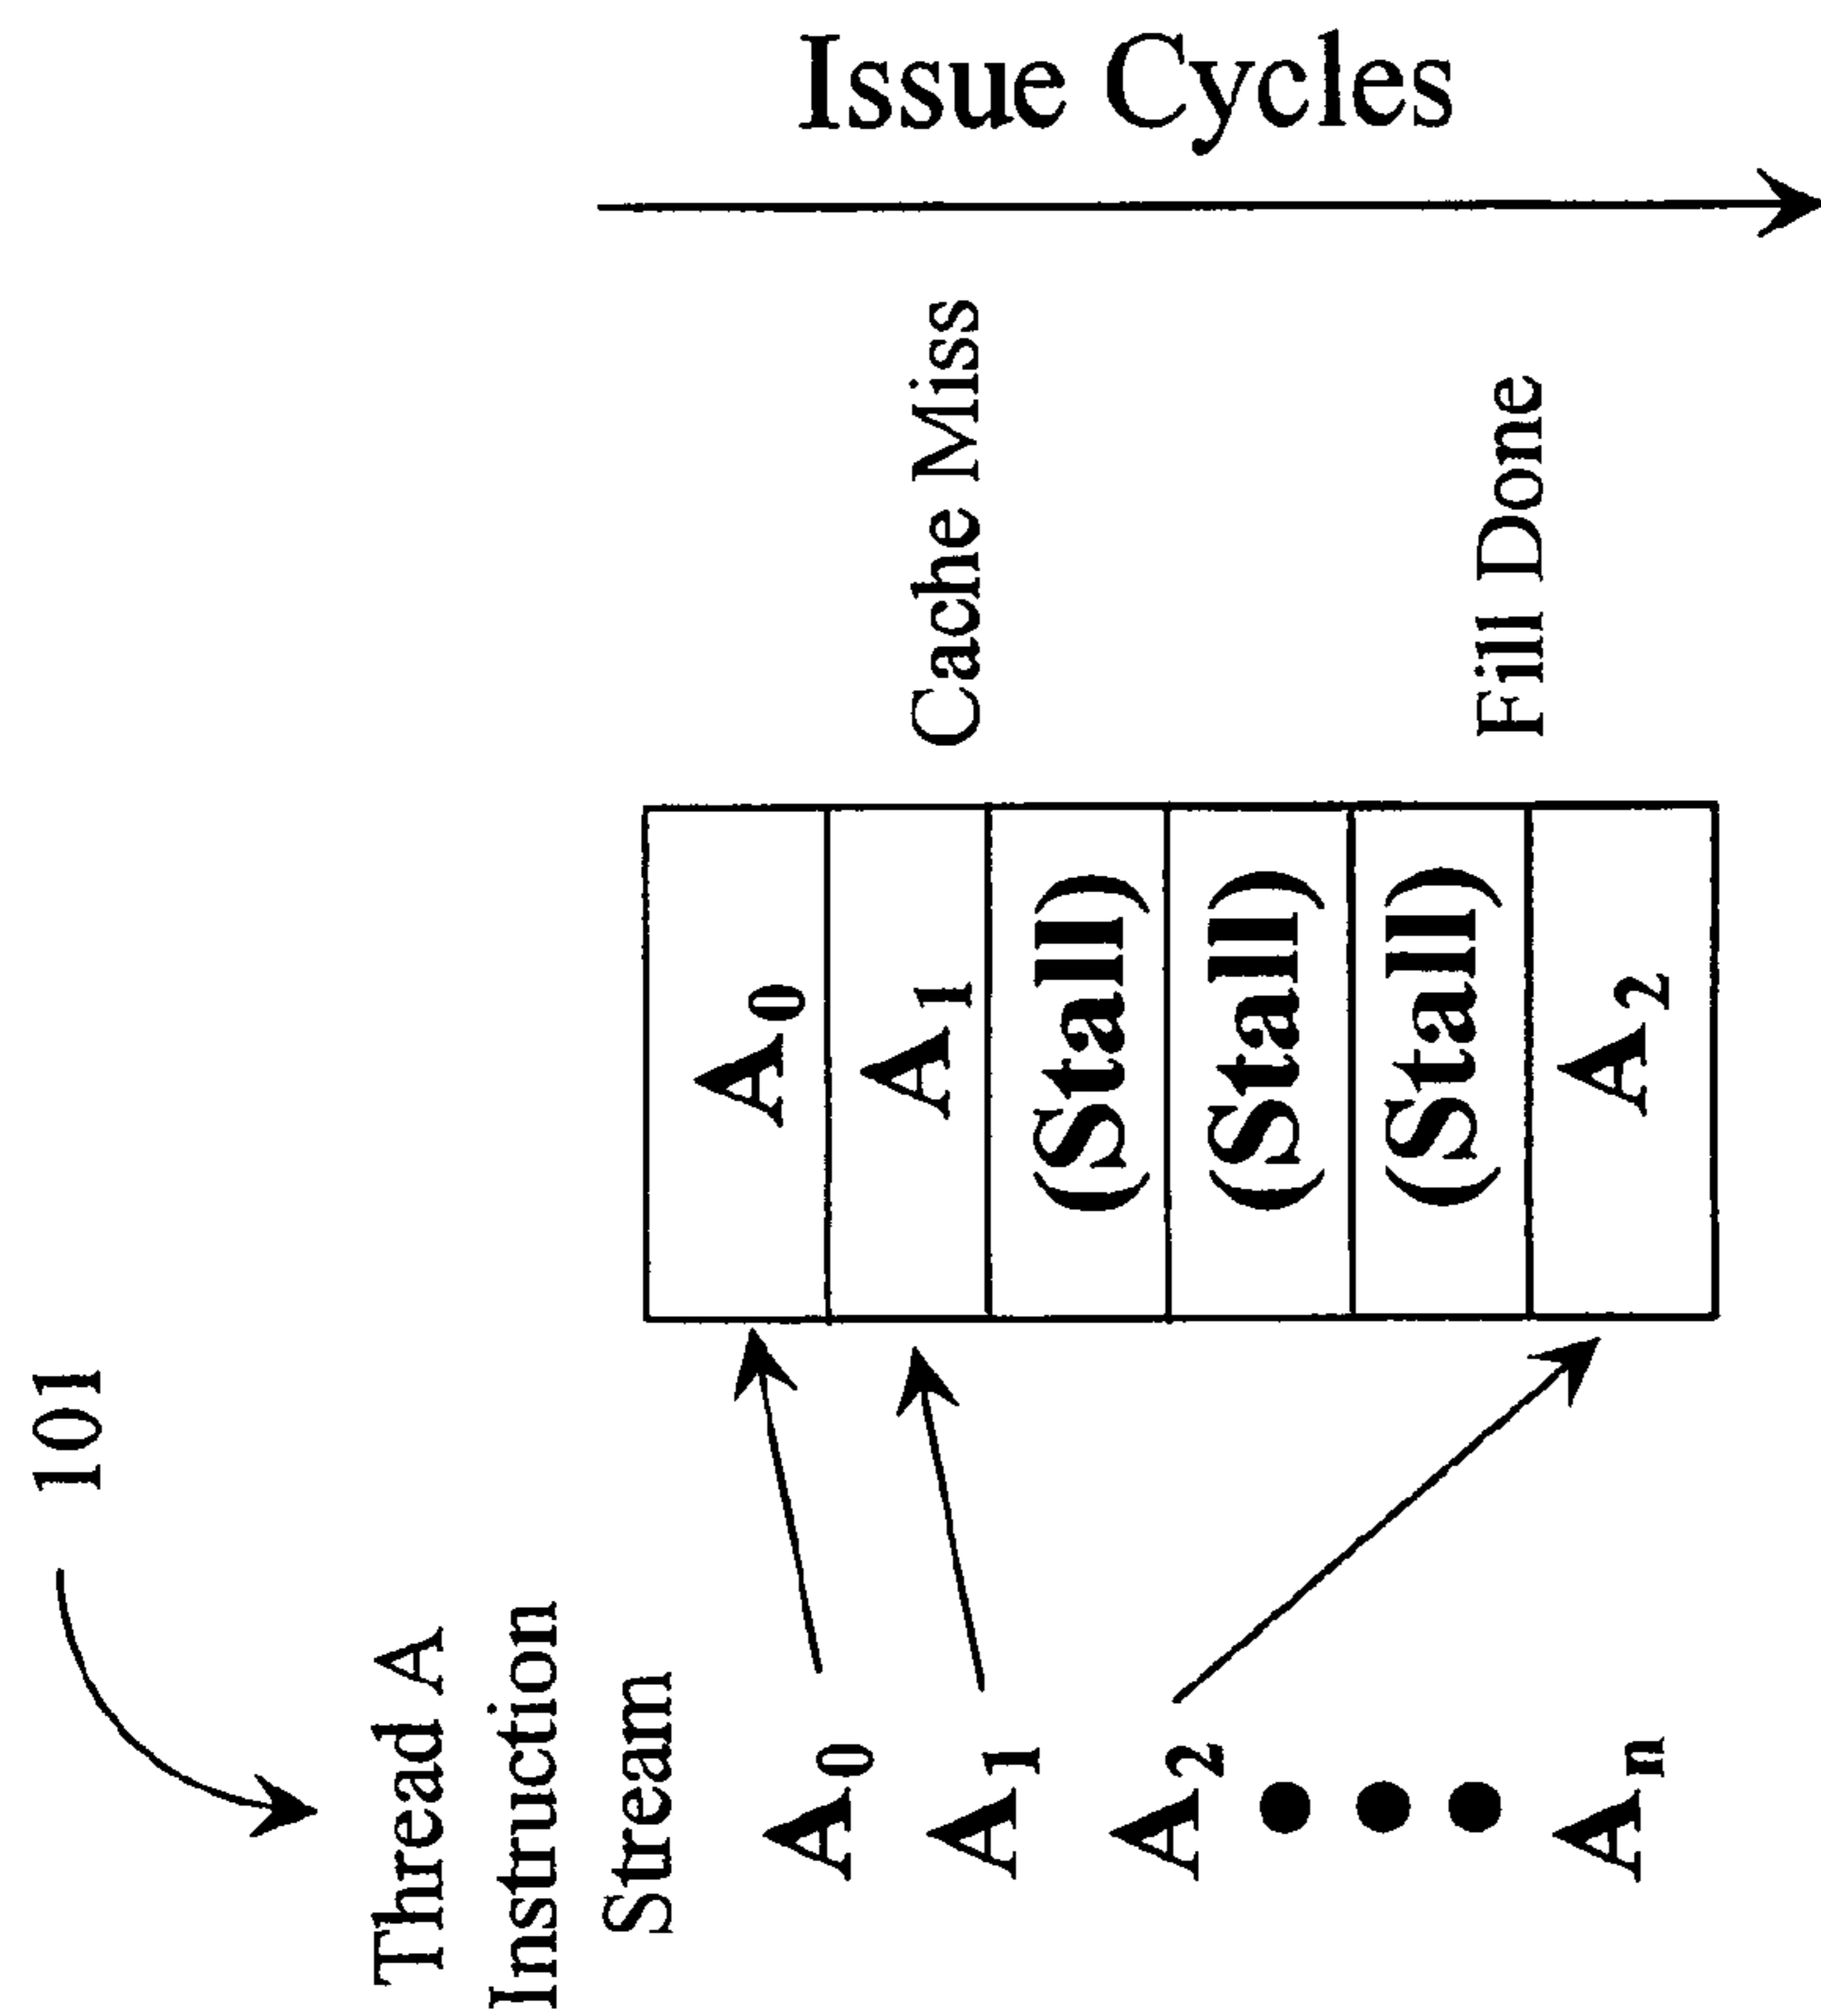 Issue Cycles
101
Thread A
Instruction
Stream
A0
A1
A2
An
A0
A1
(Stall)
(Stall)
(Stall)
A2
Cache Miss
Fill Done